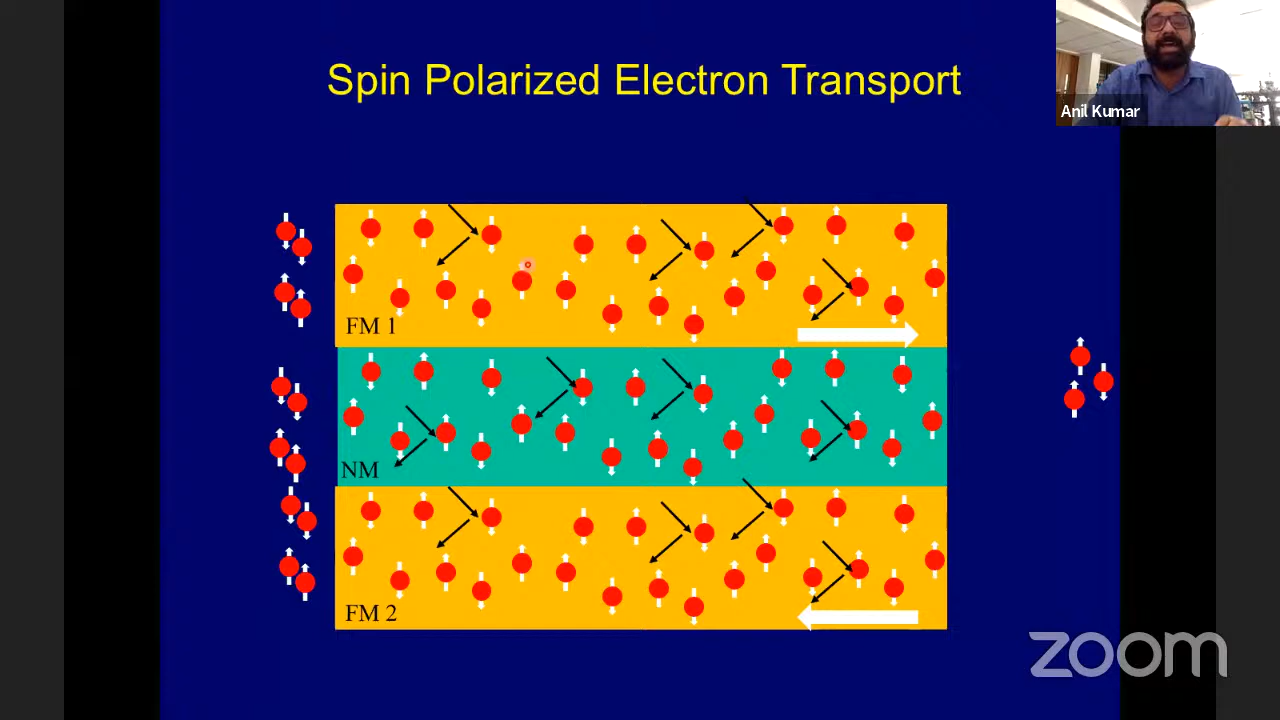 Spin Polarized Electron Transport
Anil Kumar
FM 1
NM
FM 2
zoom